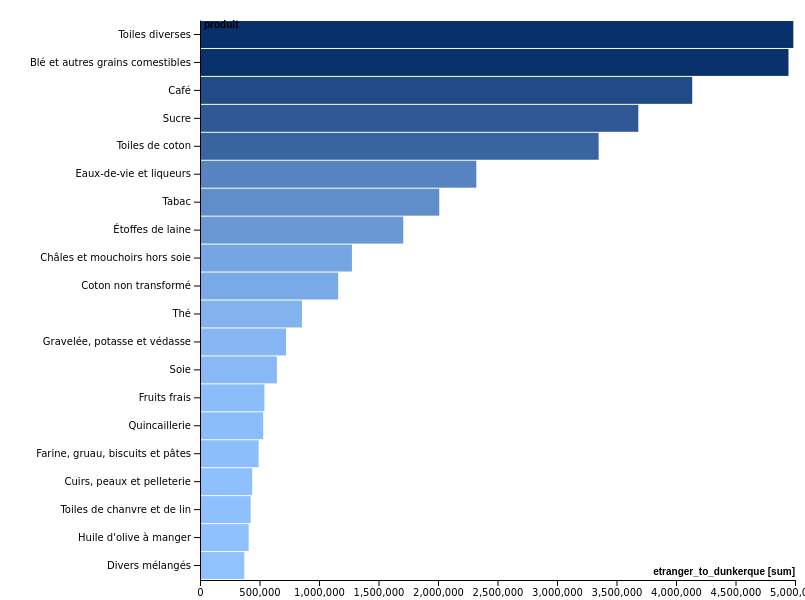 produit
Toiles diverses
Blé et autres grains comestibles
Café
Sucre
Toiles de coton
Eaux-de-vie et liqueurs
Tabac
Étoffes de laine
Châles et mouchoirs hors soie
Coton non transformé
Thé
Gravelée, potasse et védasse
Soie
Fruits frais
Quincaillerie
Farine, gruau, biscuits et pâtes
Cuirs, peaux et pelleterie
Toiles de chanvre et de lin
Huile d'olive à manger
Divers mélangés
etranger_to_dunkerque [sum]
0 500,000 1,000,000 1,500,000 2,000,000 2,500,000 3,000,000 3,500,000 4,000,000 4,500,000 5,000,0